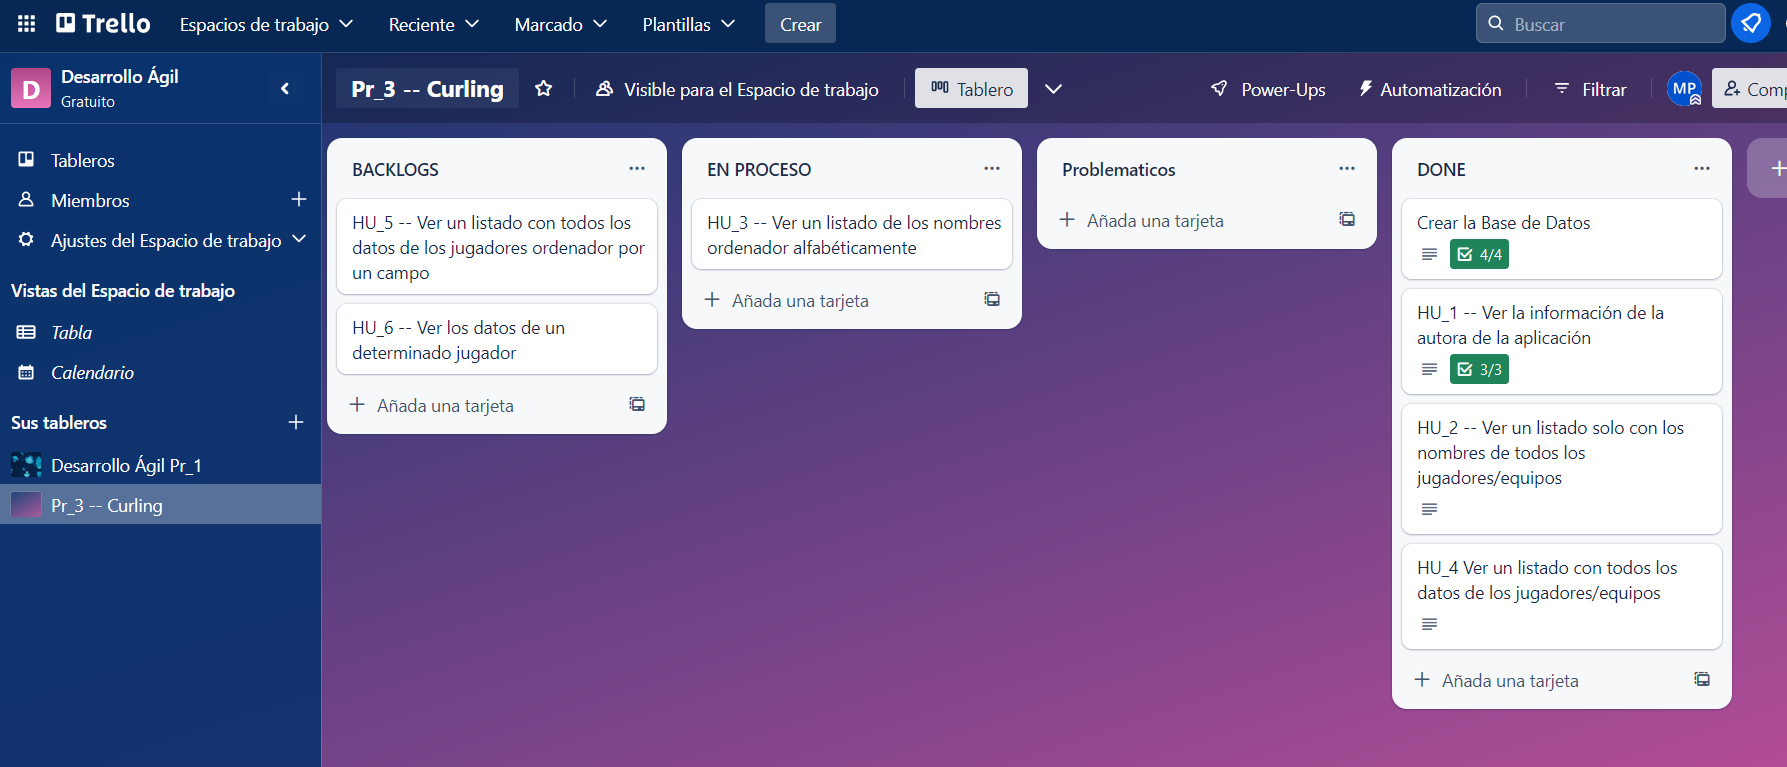 Trello
Espacios de trabajo
Reciente
Marcado
Plantillas
Crear
Buscar
D
Desarrollo Ágil
Gratuito
Pr_3 -- Curling
Visible para el Espacio de trabajo
Tablero
Power-Ups
Automatización
Filtrar
MP
Comp
Tableros
Miembros
Ajustes del Espacio de trabajo
Vistas del Espacio de trabajo
Tabla
Calendario
Sus tableros
Desarrollo Ágil Pr_1
Pr_3 -- Curling
BACKLOGS
HU_5 -- Ver un listado con todos los
datos de los jugadores ordenador por
un campo
HU_6 -- Ver los datos de un
determinado jugador
Añada una tarjeta
EN PROCESO
HU_3 -- Ver un listado de los nombres
ordenador alfabéticamente
Añada una tarjeta
Problematicos
Añada una tarjeta
DONE
Crear la Base de Datos
4/4
HU_1 -- Ver la información de la
autora de la aplicación
3/3
HU_2 -- Ver un listado solo con los
nombres de todos los
jugadores/equipos
HU_4 Ver un listado con todos los
datos de los jugadores/equipos
Añada una tarjeta